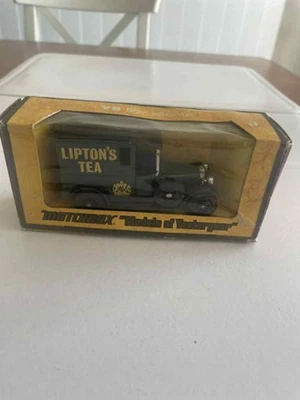 LIPTON'S
TEA
MATCHBOX "Models of Yesteryear"